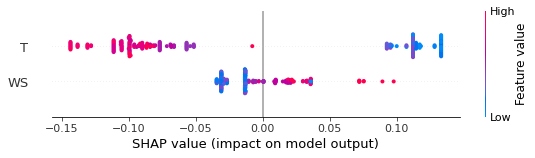 High
T
WS
Low
Feature value
−0.15 −0.10 −0.05 0.00 0.05 0.10
SHAP value (impact on model output)